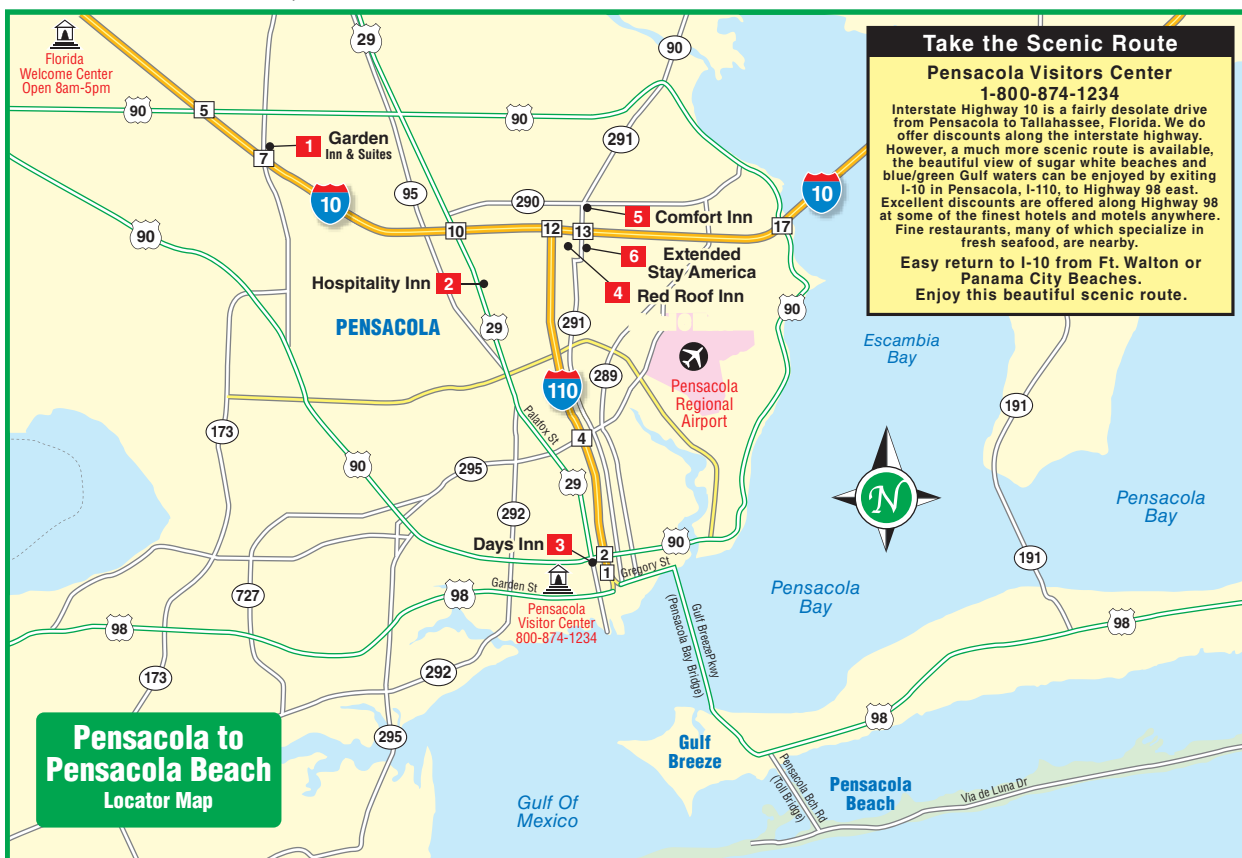 Florida
Welcome Center
Open 8am-5pm
29
90
Take the Scenic Route
Pensacola Visitors Center
1-800-874-1234
Interstate Highway 10 is a fairly desolate drive
from Pensacola to Tallahassee, Florida. We do
offer discounts along the interstate highway.
However, a much more scenic route is available,
the beautiful view of sugar white beaches and
blue/green Gulf waters can be enjoyed by exiting
I-10 in Pensacola, I-110, to Highway 98 east.
Excellent discounts are offered along Highway 98
at some of the finest hotels and motels anywhere.
Fine restaurants, many of which specialize in
fresh seafood, are nearby.
Easy return to I-10 from Ft. Walton or
Panama City Beaches.
Enjoy this beautiful scenic route.
90
5
90
291
1
Garden
Inn & Suites
7
95
10
290
10
90
10
12
13
17
5
Comfort Inn
6
Extended
Stay America
4
Red Roof Inn
Hospitality Inn
2
PENSACOLA
29
291
90
Escambia
Bay
110
289
Pensacola
Regional
Airport
191
173
Palafox St
4
90
295
29
292
N
Pensacola
Bay
Days Inn
3
2
1
90
191
Gregory St
Garden St
Pensacola
Visitor Center
800-874-1234
727
98
98
Pensacola
Bay
98
Gulf BreezePkwy
(Pensacola Bay Bridge)
173
292
295
98
Gulf
Breeze
Pensacola Bch Rd
(Toll Bridge)
Pensacola
Beach
Via de Luna Dr
Gulf Of
Mexico
Pensacola to
Pensacola Beach
Locator Map